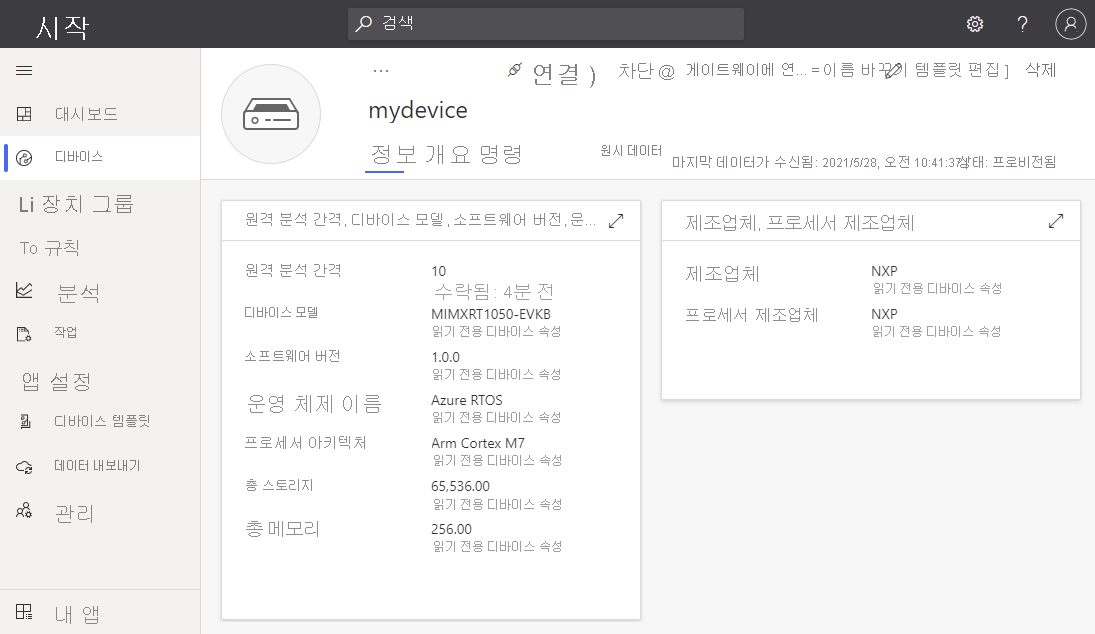 시작
검색
?
대시보드
디바이스
Li 장치 그룹
To 규칙
분석
작업
앱 설정
디바이스 템플릿
데이터 내보내기
관리
내 앱
...
연결 ) 차단 @ 게이트웨이에 연... = 이름 바꾸기 템플릿 편집 ] 삭제
mydevice
정보 개요 명령 원시 데이터
마지막 데이터가 수신됨: 2021/5/28, 오전 10:41:37 상태: 프로비전됨
원격 분석 간격, 디바이스 모델, 소프트웨어 버전, 운...
원격 분석 간격 10
수락됨: 4분 전
디바이스 모델 MIMXRT1050-EVKB
읽기 전용 디바이스 속성
소프트웨어 버전 1.0.0
읽기 전용 디바이스 속성
운영 체제 이름 Azure RTOS
읽기 전용 디바이스 속성
프로세서 아키텍처 Arm Cortex M7
읽기 전용 디바이스 속성
총 스토리지 65,536.00
읽기 전용 디바이스 속성
총 메모리 256.00
읽기 전용 디바이스 속성
제조업체, 프로세서 제조업체
제조업체 NXP
읽기 전용 디바이스 속성
프로세서 제조업체 NXP
읽기 전용 디바이스 속성